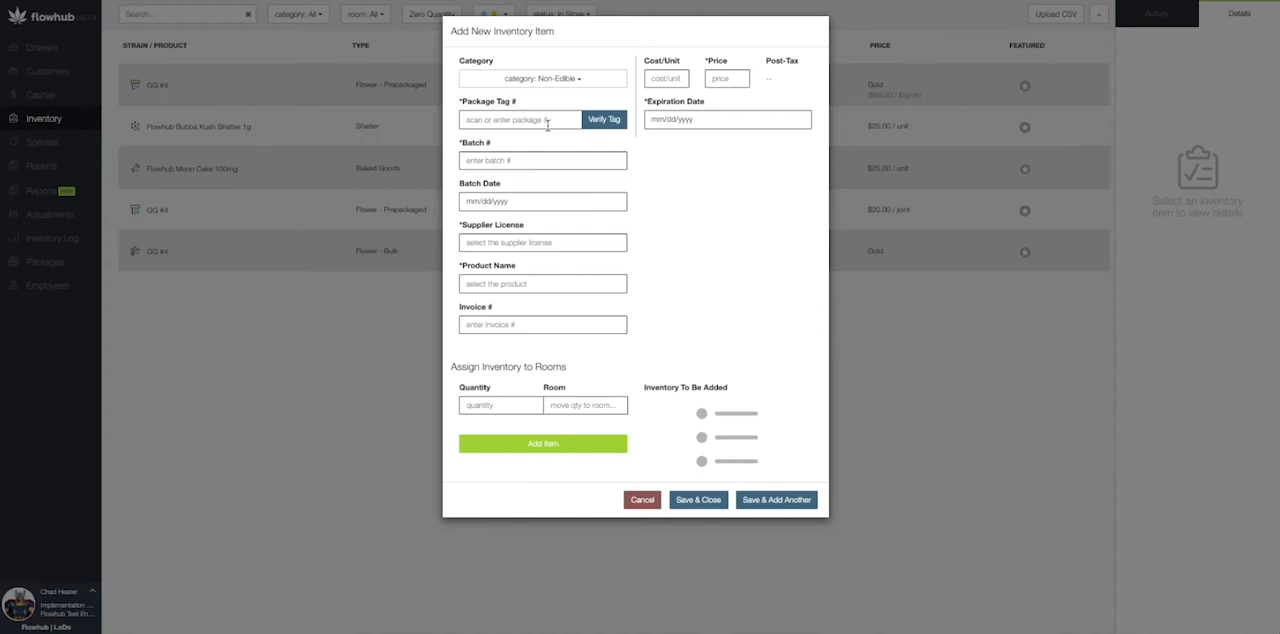 flowhub
Drawers
Customers
Cashier
Inventory
Specials
Reports
Reports new
Adjustments
Inventory Log
Packages
Employees
Chad Heater
Implementation ...
Flowhub Test En...
Flowhub | LoDo
Search...
category: All
room: All
Zero Quantity
status: In Store
Upload CSV
+
Activity
Details
STRAIN / PRODUCT
TYPE
PRICE
FEATURED
GG #4
Flower - Prepackaged
Gold
Flowhub Bubba Kush Shatter 1g
Shatter
$25.00 / unit
Flowhub Moon Cake 100mg
Baked Goods
$25.00 / unit
GG #4
Flower - Prepackaged
$20.00 / joint
GG #4
Flower - Bulk
Gold
Select an inventory
item to view details
Add New Inventory Item
Category
category: Non-Edible
*Package Tag #
scan or enter package #
Verify Tag
*Batch #
enter batch #
Batch Date
mm/dd/yyyy
*Supplier License
select the supplier license
*Product Name
select the product
Invoice #
enter invoice #
Cost/Unit
*Price
Post-Tax
cost/unit
price
--
*Expiration Date
mm/dd/yyyy
Assign Inventory to Rooms
Quantity
Room
quantity
move qty to room...
Add Item
Inventory To Be Added
Cancel
Save & Close
Save & Add Another